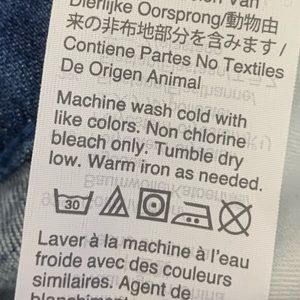 Dierlijke Oorsprong/動物由
来の非布地部分を含みます/
Contiene Partes No Textiles
De Origen Animal
Machine wash cold with
like colors. Non chlorine
bleach only. Tumble dry
low. Warm iron as needed.
30
Laver à la machine à l'eau
froide avec des couleurs
similaires. Agent de